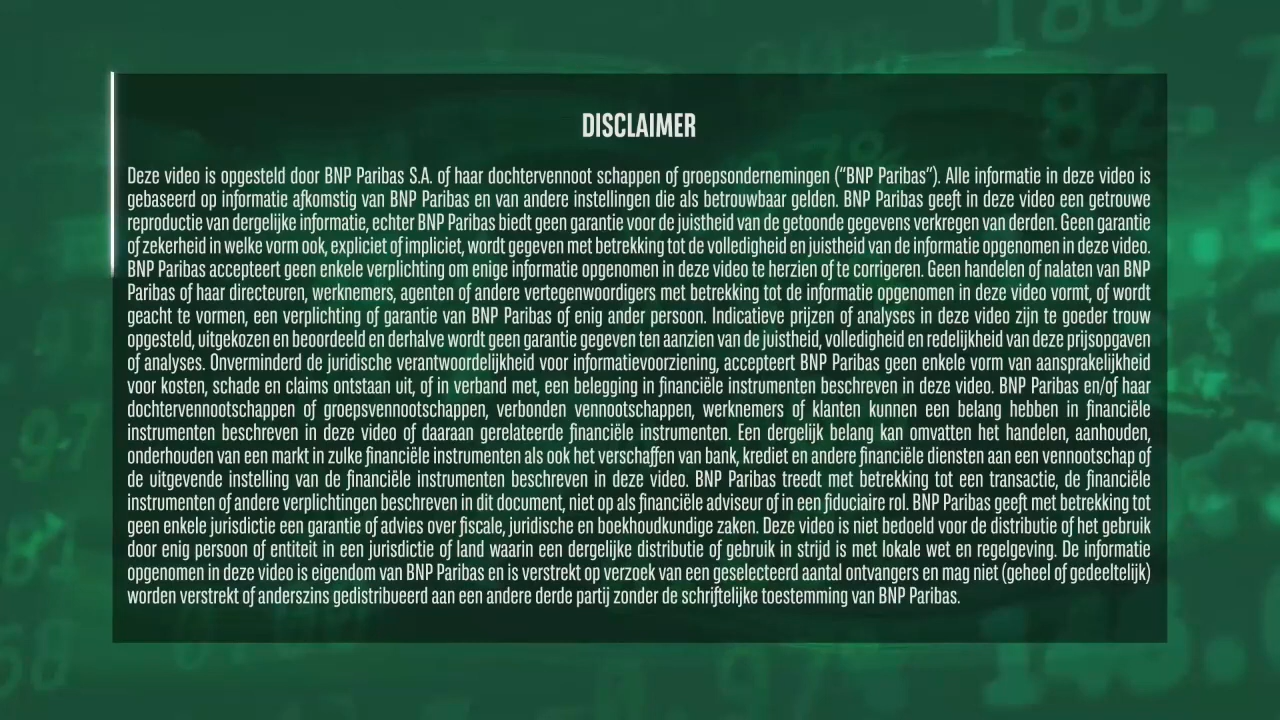 DISCLAIMER
Deze video is opgesteld door BNP Paribas S.A. of haar dochtervennoot schappen of groepsondernemingen (“BNP Paribas”). Alle informatie in deze video is
gebaseerd op informatie afkomstig van BNP Paribas en van andere instellingen die als betrouwbaar gelden. BNP Paribas geeft in deze video een getrouwe
reproductie van dergelijke informatie, echter BNP Paribas biedt geen garantie voor de juistheid van de getoonde gegevens verkregen van derden. Geen garantie
of zekerheid in welke vorm ook, expliciet of impliciet, wordt gegeven met betrekking tot de volledigheid en juistheid van de informatie opgenomen in deze video.
BNP Paribas accepteert geen enkele verplichting om enige informatie opgenomen in deze video te herzien of te corrigeren. Geen handelen of nalaten van BNP
Paribas of haar directeuren, werknemers, agenten of andere vertegenwoordigers met betrekking tot de informatie opgenomen in deze video vormt, of wordt
geacht te vormen, een verplichting of garantie van BNP Paribas of enig ander persoon. Indicatieve prijzen of analyses in deze video zijn te goeder trouw
opgesteld, uitgekozen en beoordeeld en derhalve wordt geen garantie gegeven ten aanzien van de juistheid, volledigheid en redelijkheid van deze prijsopgaven
of analyses. Onverminderd de juridische verantwoordelijkheid voor informatievoorziening, accepteert BNP Paribas geen enkele vorm van aansprakelijkheid
voor kosten, schade en claims ontstaan uit, of in verband met, een belegging in financiële instrumenten beschreven in deze video. BNP Paribas en/of haar
dochtervennootschappen of groepsvennootschappen, verbonden vennootschappen, werknemers of klanten kunnen een belang hebben in financiële
instrumenten beschreven in deze video of daaraan gerelateerde financiële instrumenten. Een dergelijk belang kan omvatten het handelen, aanhouden,
onderhouden van een markt in zulke financiële instrumenten als ook het verschaffen van bank, krediet en andere financiële diensten aan een vennootschap of
de uitgevende instelling van de financiële instrumenten beschreven in deze video. BNP Paribas treedt met betrekking tot een transactie, de financiële
instrumenten of andere verplichtingen beschreven in dit document, niet op als financiële adviseur of in een fiduciaire rol. BNP Paribas geeft met betrekking tot
geen enkele jurisdictie een garantie of advies over fiscale, juridische en boekhoudkundige zaken. Deze video is niet bedoeld voor de distributie of het gebruik
door enig persoon of entiteit in een jurisdictie of land waarin een dergelijke distributie of gebruik in strijd is met lokale wet en regelgeving. De informatie
opgenomen in deze video is eigendom van BNP Paribas en is verstrekt op verzoek van een geselecteerd aantal ontvangers en mag niet (geheel of gedeeltelijk)
worden verstrekt of anderszins gedistribueerd aan een andere derde partij zonder de schriftelijke toestemming van BNP Paribas.